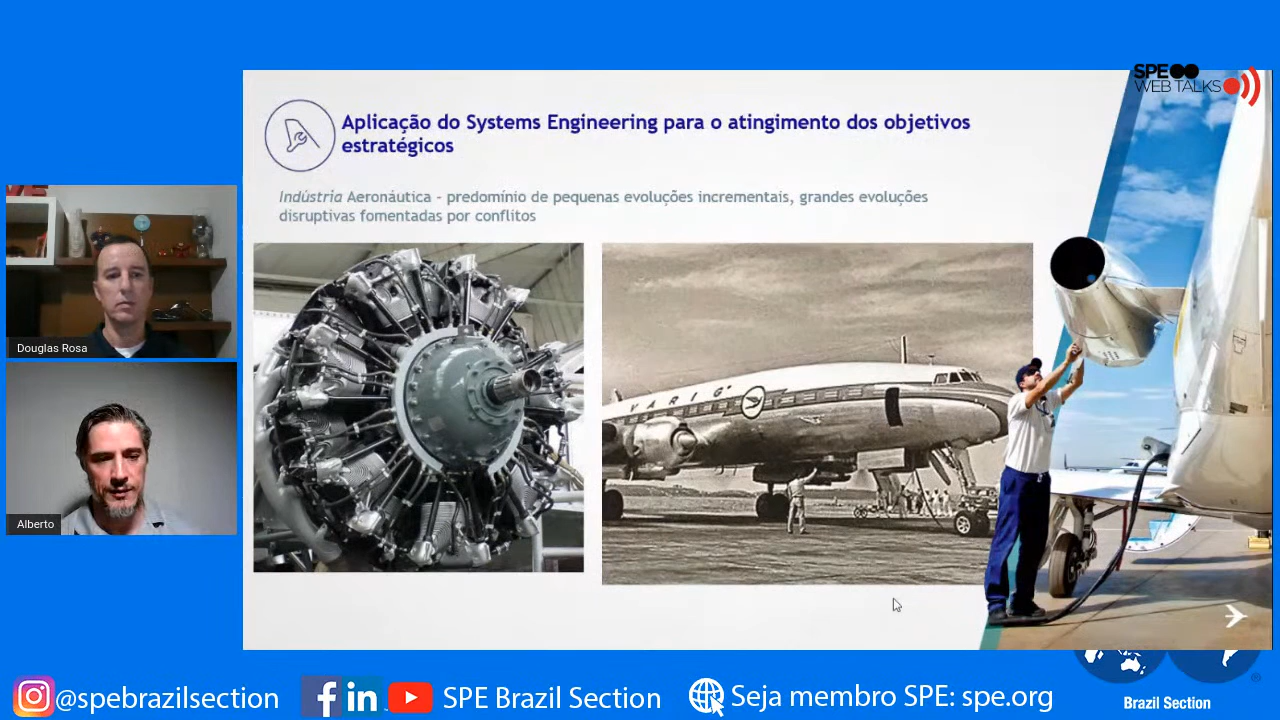 SPE
WEB TALKS
Aplicação do Systems Engineering para o atingimento dos objetivos
estratégicos
Indústria Aeronáutica - predomínio de pequenas evoluções incrementais, grandes evoluções
disruptivas fomentadas por conflitos
VARIG
Douglas Rosa
Alberto
@spebrazilsection
SPE Brazil Section
Seja membro SPE: spe.org
Brazil Section